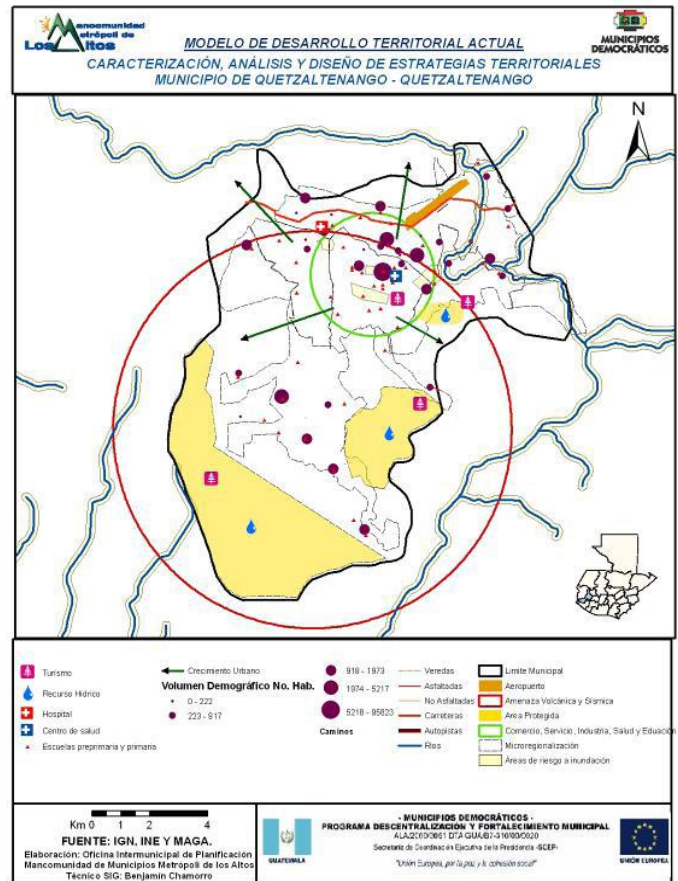 Mancomunidad
Metrópoli de
Los Altos
MODELO DE DESARROLLO TERRITORIAL ACTUAL
CARACTERIZACIÓN, ANÁLISIS Y DISEÑO DE ESTRATEGIAS TERRITORIALES
MUNICIPIO DE QUETZALTENANGO - QUETZALTENANGO
MUNICIPIOS
DEMOCRÁTICOS
N
Turismo
Recurso Hídrico
Hospital
Centro de salud
Escuelas preprimaria y primaria
Crecimiento Urbano
Volumen Demográfico No. Hab.
0 - 222
223 - 917
918 - 1973
1974 - 5217
5218 - 95823
Caminos
Veredas
Asfaltadas
No Asfaltadas
Carreteras
Autopistas
Ríos
Limite Municipal
Aeropuerto
Amenaza Volcánica y Sísmica
Area Protegida
Comercio, Servicio, Industria, Salud y Eduación
Microregionalización
Áreas de riesgo a inundación
Km 0 1 2 4
FUENTE: IGN, INE Y MAGA.
Elaboración: Oficina Intermunicipal de Planificación
Mancomunidad de Municipios Metropoli de los Altos
Técnico SIG: Benjamín Chamorro
GUATEMALA
- MUNICIPIOS DEMOCRÁTICOS -
PROGRAMA DESCENTRALIZACIÓN Y FORTALECIMIENTO MUNICIPAL
Secretaría de Coordinación Ejecutiva de la Presidencia -SCEP-
"Unión Europea, por la paz y la cohesión social"
UNIÓN EUROPEA